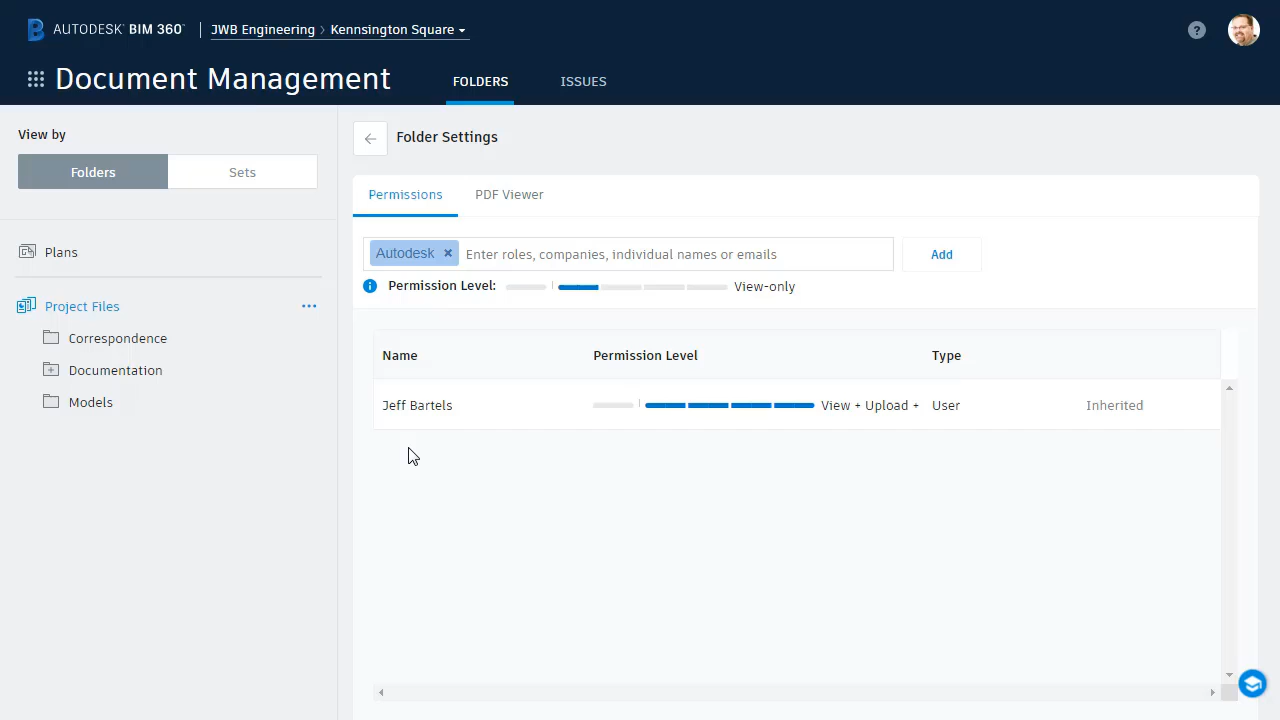 AUTODESK® BIM 360™ JWB Engineering > Kennsington Square
?
Document Management
FOLDERS ISSUES
View by
Folders Sets
Plans
Project Files
Correspondence
Documentation
Models
Folder Settings
Permissions PDF Viewer
Autodesk × Enter roles, companies, individual names or emails Add
Permission Level: View-only
Name Permission Level Type
Jeff Bartels View + Upload + User Inherited